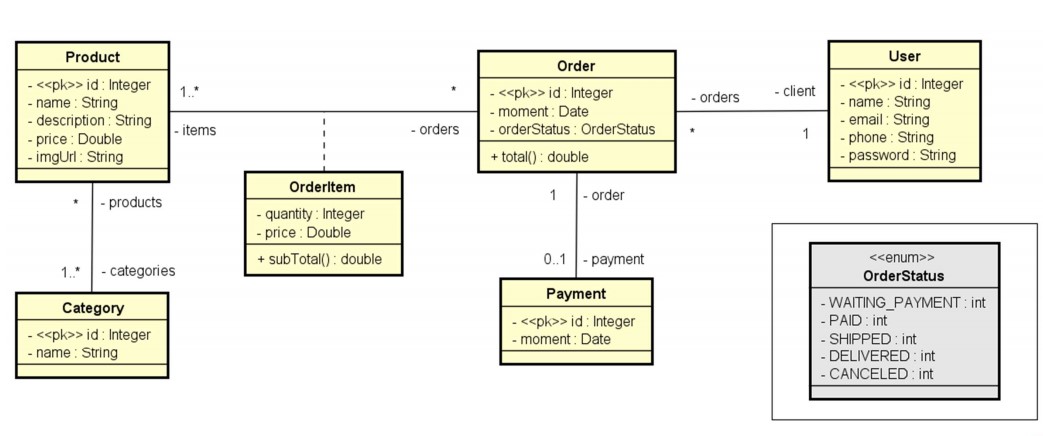 Product
- <<pk>> id : Integer
- name : String
- description : String
- price : Double
- imgUrl : String
1..*
- items
*
- orders
Order
- <<pk>> id : Integer
- moment : Date
- orderStatus : OrderStatus
+ total() : double
- orders
*
- client
1
User
- <<pk>> id : Integer
- name : String
- email : String
- phone : String
- password : String
OrderItem
- quantity : Integer
- price : Double
+ subTotal() : double
* - products
1..* - categories
Category
- <<pk>> id : Integer
- name : String
1 - order
0..1 - payment
Payment
- <<pk>> id : Integer
- moment : Date
<<enum>>
OrderStatus
- WAITING_PAYMENT : int
- PAID : int
- SHIPPED : int
- DELIVERED : int
- CANCELED : int